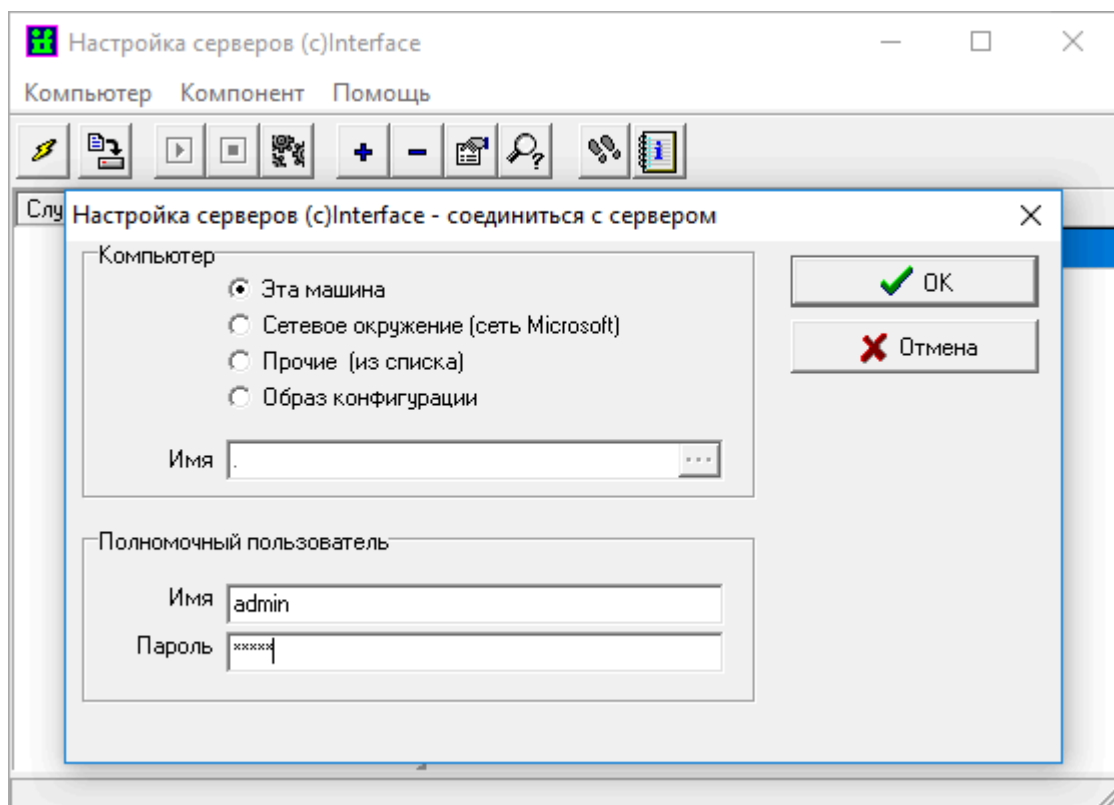 Настройка серверов (c)Interface
Компьютер Компонент Помощь
Слу
Настройка серверов (c)Interface - соединиться с сервером
Компьютер
Эта машина
Сетевое окружение (сеть Microsoft)
Прочие (из списка)
Образ конфигурации
Имя .
...
OK
Отмена
Полномочный пользователь
Имя admin
Пароль *****